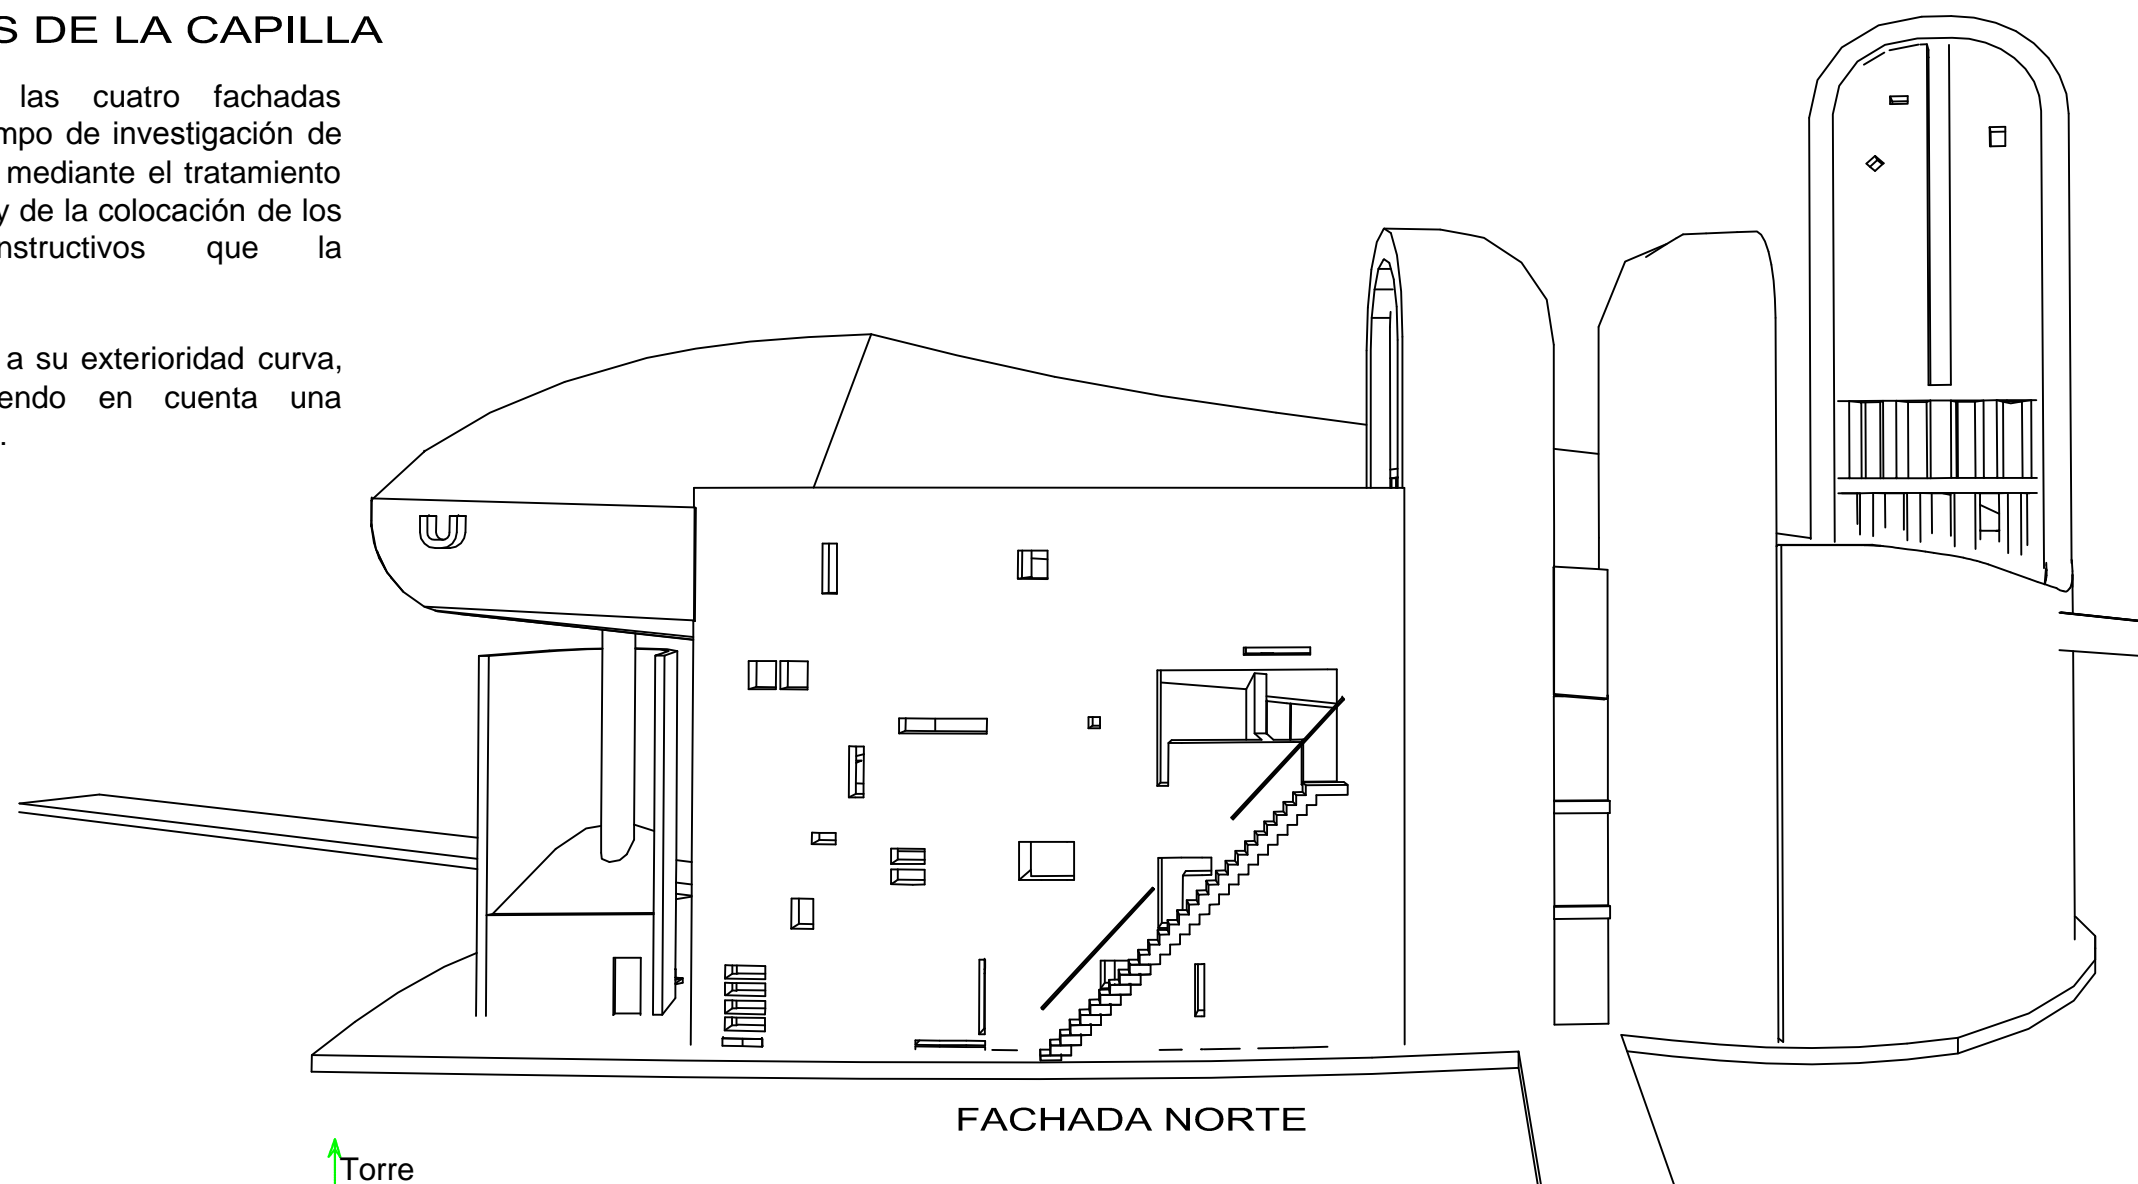 S DE LA CAPILLA
las cuatro fachadas
mpo de investigación de
mediante el tratamiento
y de la colocación de los
nstructivos que la
a su exterioridad curva,
endo en cuenta una
.
FACHADA NORTE
Torre